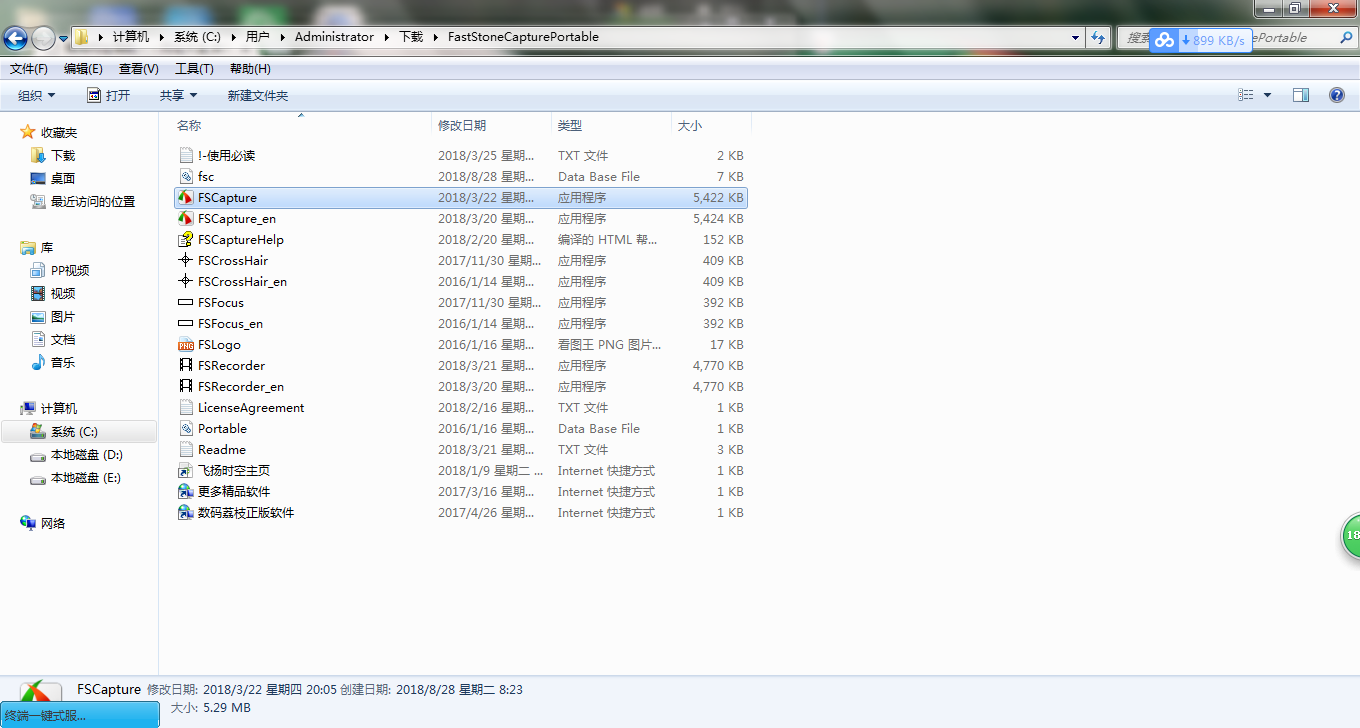 计算机 系统 (C:) 用户 Administrator 下载 FastStoneCapturePortable
搜索 899 KB/s ePortable
文件(F) 编辑(E) 查看(V) 工具(T) 帮助(H)
组织 打开 共享 新建文件夹
收藏夹
下载
桌面
最近访问的位置
库
PP视频
视频
图片
文档
音乐
计算机
系统 (C:)
本地磁盘 (D:)
本地磁盘 (E:)
网络
名称 修改日期 类型 大小
!-使用必读 2018/3/25 星期... TXT 文件 2 KB
fsc 2018/8/28 星期... Data Base File 7 KB
FSCapture 2018/3/22 星期... 应用程序 5,422 KB
FSCapture_en 2018/3/20 星期... 应用程序 5,424 KB
FSCaptureHelp 2018/2/20 星期... 编译的 HTML 帮... 152 KB
FSCrossHair 2017/11/30 星期... 应用程序 409 KB
FSCrossHair_en 2016/1/14 星期... 应用程序 409 KB
FSFocus 2017/11/30 星期... 应用程序 392 KB
FSFocus_en 2016/1/14 星期... 应用程序 392 KB
FSLogo 2016/1/16 星期... 看图王 PNG 图片... 17 KB
FSRecorder 2018/3/21 星期... 应用程序 4,770 KB
FSRecorder_en 2018/3/20 星期... 应用程序 4,770 KB
LicenseAgreement 2018/2/16 星期... TXT 文件 1 KB
Portable 2016/1/16 星期... Data Base File 1 KB
Readme 2018/3/21 星期... TXT 文件 3 KB
飞扬时空主页 2018/1/9 星期二 ... Internet 快捷方式 1 KB
更多精品软件 2017/3/16 星期... Internet 快捷方式 1 KB
数码荔枝正版软件 2017/4/26 星期... Internet 快捷方式 1 KB
18
FSCapture 修改日期: 2018/3/22 星期四 20:05 创建日期: 2018/8/28 星期二 8:23
大小: 5.29 MB
终端一键式服...